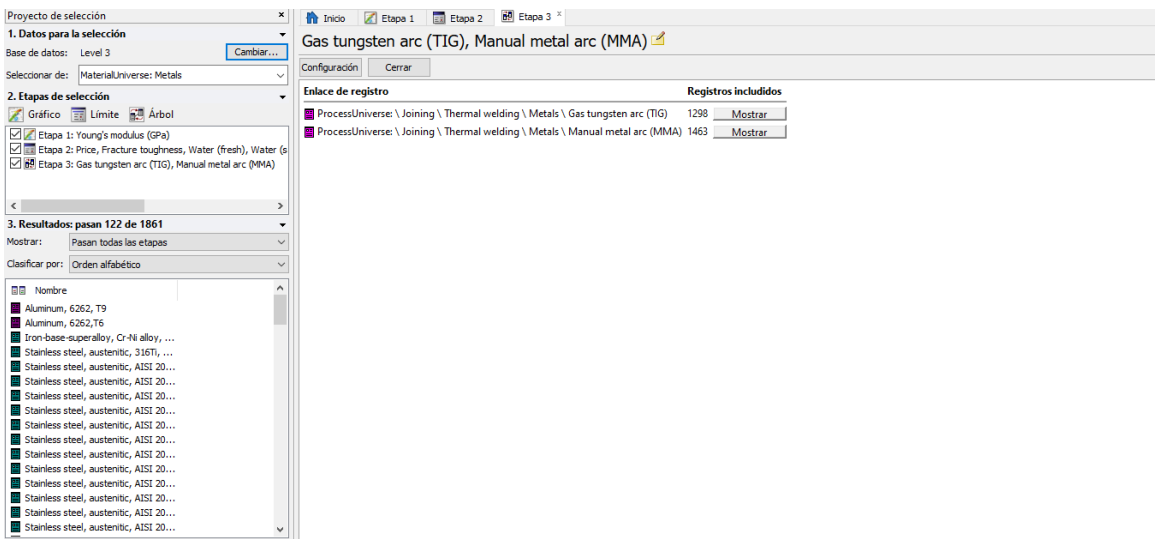 Proyecto de selección ×
1. Datos para la selección
Base de datos: Level 3 Cambiar...
Seleccionar de: MaterialUniverse: Metals
2. Etapas de selección
Gráfico Límite Árbol
Etapa 1: Young's modulus (GPa)
Etapa 2: Price, Fracture toughness, Water (fresh), Water (s
Etapa 3: Gas tungsten arc (TIG), Manual metal arc (MMA)
3. Resultados: pasan 122 de 1861
Mostrar: Pasan todas las etapas
Clasificar por: Orden alfabético
Nombre
Aluminum, 6262, T9
Aluminum, 6262,T6
Iron-base-superalloy, Cr-Ni alloy, ...
Stainless steel, austenitic, 316Ti, ...
Stainless steel, austenitic, AISI 20...
Stainless steel, austenitic, AISI 20...
Stainless steel, austenitic, AISI 20...
Stainless steel, austenitic, AISI 20...
Stainless steel, austenitic, AISI 20...
Stainless steel, austenitic, AISI 20...
Stainless steel, austenitic, AISI 20...
Stainless steel, austenitic, AISI 20...
Stainless steel, austenitic, AISI 20...
Stainless steel, austenitic, AISI 20...
Stainless steel, austenitic, AISI 20...
Stainless steel, austenitic, AISI 20...
Inicio Etapa 1 Etapa 2 Etapa 3 ×
Gas tungsten arc (TIG), Manual metal arc (MMA)
Configuración Cerrar
Enlace de registro Registros incluidos
ProcessUniverse: \ Joining \ Thermal welding \ Metals \ Gas tungsten arc (TIG) 1298 Mostrar
ProcessUniverse: \ Joining \ Thermal welding \ Metals \ Manual metal arc (MMA) 1463 Mostrar